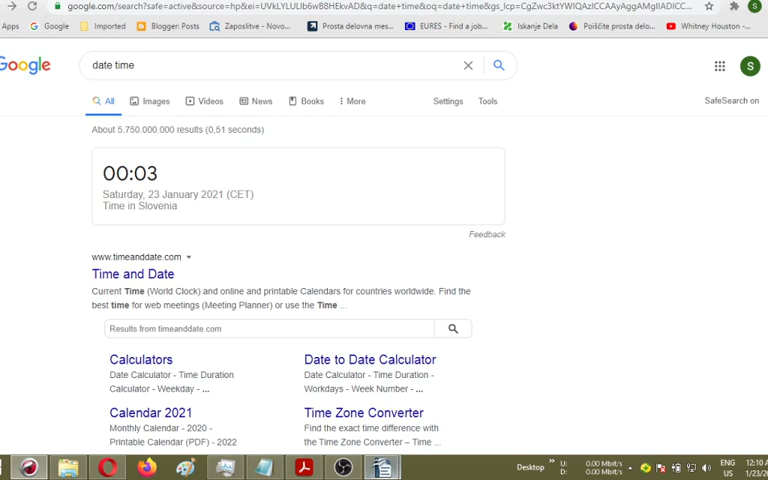 google.com/search?safe=active&source=hp&ei=UVkLYLULIb6wB8HEkvAD&q=date+time&oq=date+time&gs_lcp=CgZwc3ktYWIQAzICCAAyAggAMgIIADICC...
Apps Google Imported Blogger: Posts Zaposlitve - Novo... Prosta delovna mes... EURES - Find a job... Iskanje Dela Poiščite prosto del... Whitney Houston -...
Google
date time
S
All Images Videos News Books More Settings Tools SafeSearch on
About 5.750.000.000 results (0,51 seconds)
00:03
Saturday, 23 January 2021 (CET)
Time in Slovenia
Feedback
www.timeanddate.com
Time and Date
Current Time (World Clock) and online and printable Calendars for countries worldwide. Find the
best time for web meetings (Meeting Planner) or use the Time ...
Results from timeanddate.com
Calculators Date to Date Calculator
Date Calculator - Time Duration Date Calculator - Time Duration -
Calculator - Weekday - ... Workdays - Week Number - ...
Calendar 2021 Time Zone Converter
Monthly Calendar - 2020 - Find the exact time difference with
Printable Calendar (PDF) - 2022 the Time Zone Converter – Time ...
Desktop U: 0.00 Mbit/s ENG 12:10
D: 0.00 Mbit/s US 1/23/20